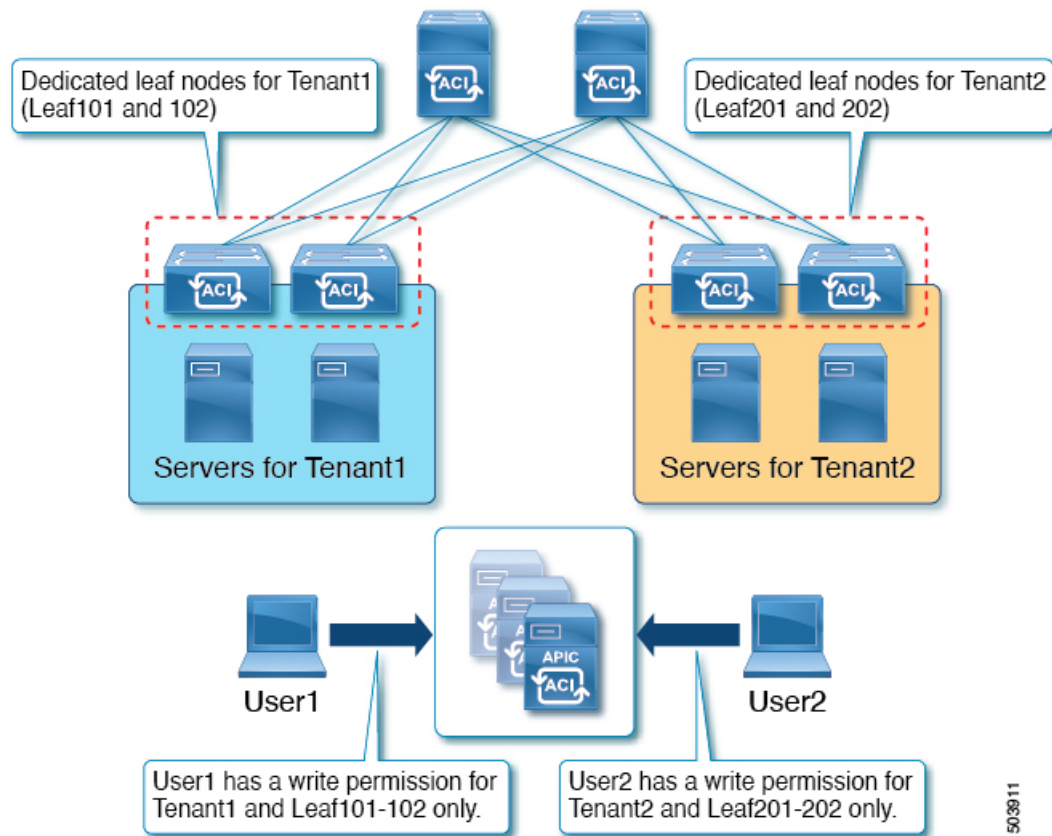 ACI
ACI
Dedicated leaf nodes for Tenant1
(Leaf101 and 102)
Dedicated leaf nodes for Tenant2
(Leaf201 and 202)
ACI
ACI
ACI
ACI
Servers for Tenant1
Servers for Tenant2
A
A
APIC
ACI
User1
User2
User1 has a write permission for
Tenant1 and Leaf101-102 only.
User2 has a write permission for
Tenant2 and Leaf201-202 only.
503911